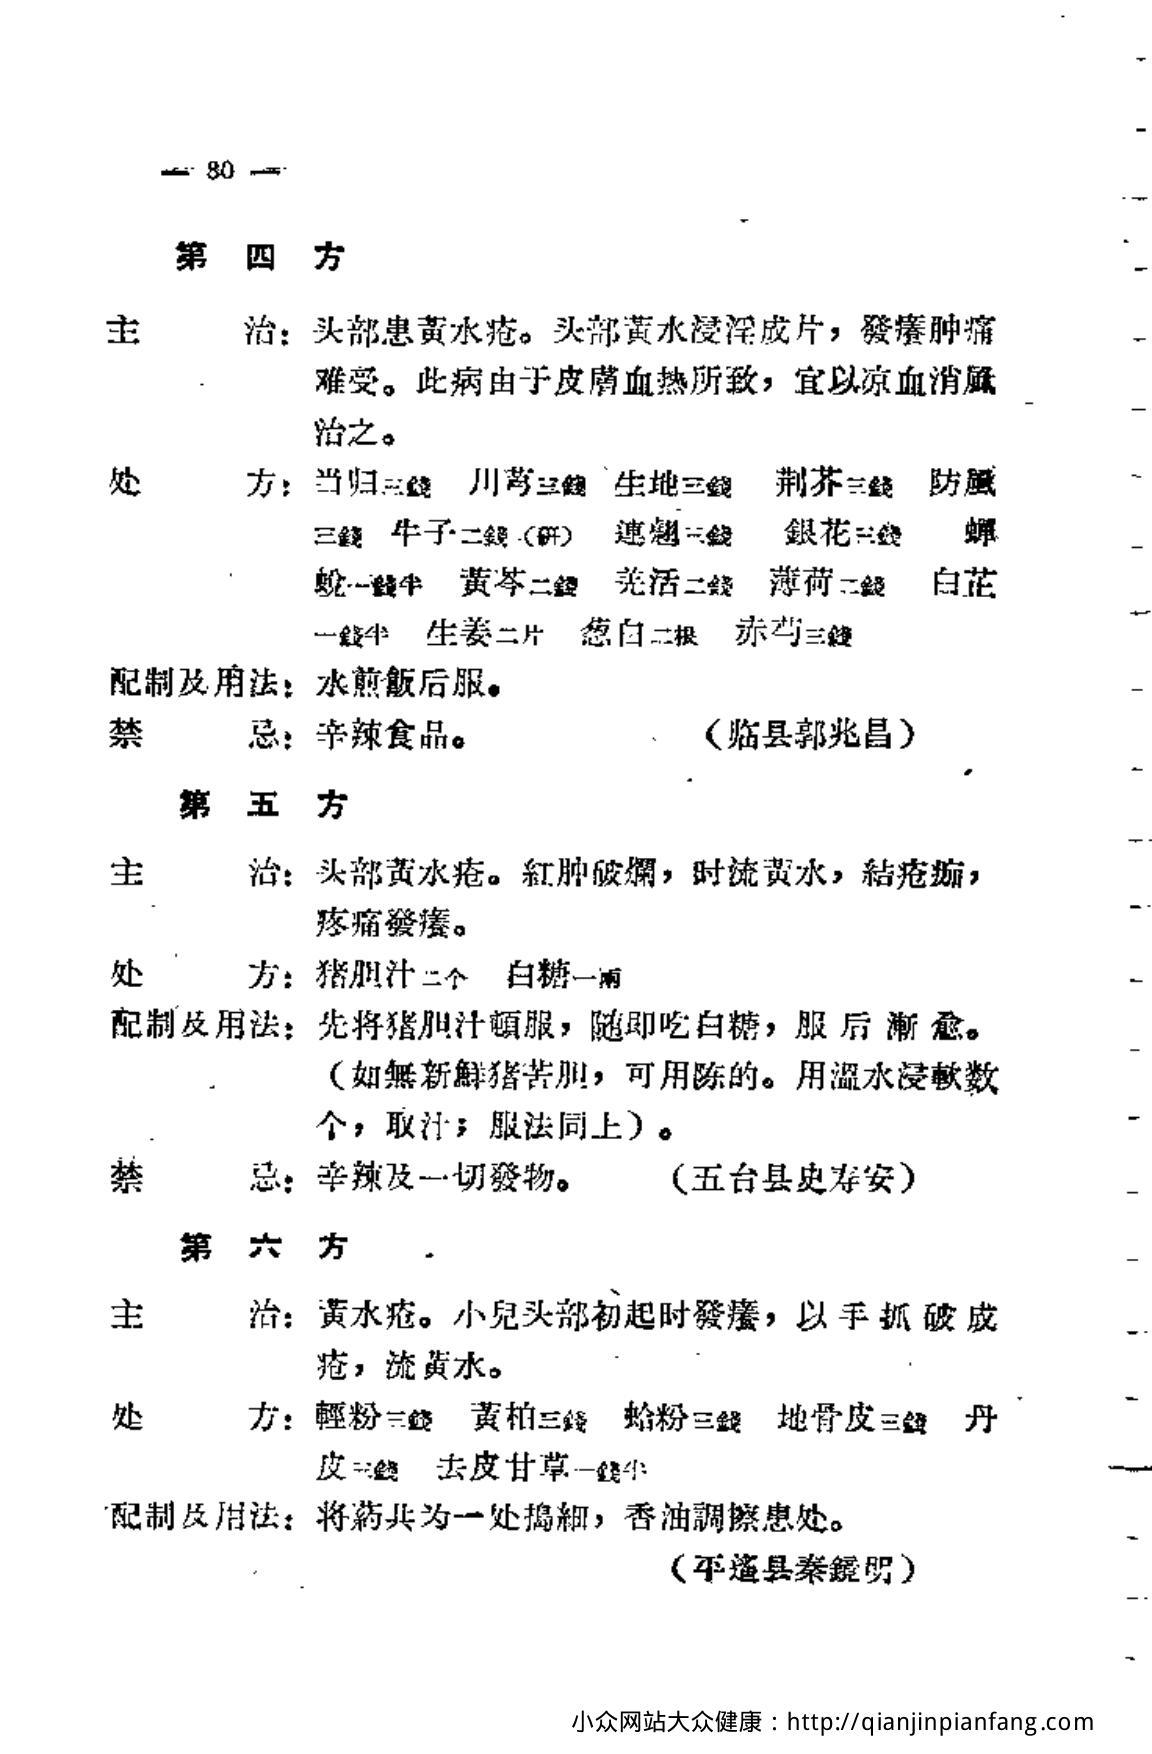 — 80 —
第 四 方
主 治：头部患黃水疮。头部黃水浸淫成片，發癢肿痛
难受。此病由于皮膚血热所致，宜以凉血消風
治之。
处 方：当归三錢 川芎三錢 生地三錢 荆芥三錢 防風
三錢 牛子二錢（研） 連翹三錢 銀花三錢 蟬
蛻一錢半 黃芩二錢 羌活二錢 薄荷二錢 白芷
一錢半 生姜二片 葱白二根 赤芍三錢
配制及用法：水煎飯后服。
禁 忌：辛辣食品。 （临县郭兆昌）
第 五 方
主 治：头部黃水疮。紅肿破爛，时流黃水，結疮痂，
疼痛發癢。
处 方：猪胆汁二个 白糖一兩
配制及用法：先将猪胆汁頓服，随即吃白糖，服后漸愈。
（如無新鮮猪苦胆，可用陈的。用溫水浸軟数
个，取汁；服法同上）。
禁 忌：辛辣及一切發物。 （五台县史寿安）
第 六 方
主 治：黃水疮。小兒头部初起时發癢，以手抓破成
疮，流黃水。
处 方：輕粉三錢 黃柏三錢 蛤粉三錢 地骨皮三錢 丹
皮三錢 去皮甘草一錢半
配制及用法：将葯共为一处搗細，香油調擦患处。
（平遙县秦鏡明）
小众网站大众健康：http://qianjinpianfang.com